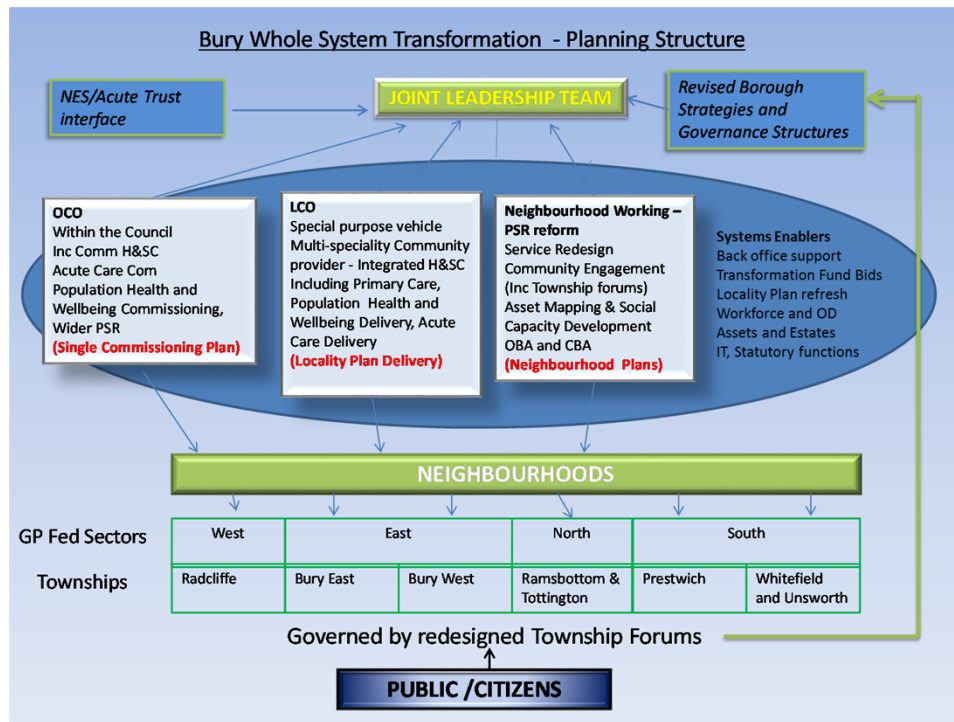 Bury Whole System Transformation - Planning Structure
NES/Acute Trust
interface
JOINT LEADERSHIP TEAM
Revised Borough
Strategies and
Governance Structures
OCO
Within the Council
Inc Comm H&SC
Acute Care Com
Population Health and
Wellbeing Commissioning,
Wider PSR
(Single Commissioning Plan)
LCO
Special purpose vehicle
Multi-speciality Community
provider - Integrated H&SC
Including Primary Care,
Population Health and
Wellbeing Delivery, Acute
Care Delivery
(Locality Plan Delivery)
Neighbourhood Working –
PSR reform
Service Redesign
Community Engagement
(Inc Township forums)
Asset Mapping & Social
Capacity Development
OBA and CBA
(Neighbourhood Plans)
Systems Enablers
Back office support
Transformation Fund Bids
Locality Plan refresh
Workforce and OD
Assets and Estates
IT, Statutory functions
NEIGHBOURHOODS
GP Fed Sectors
West
East
North
South
Townships
Radcliffe
Bury East
Bury West
Ramsbottom &
Tottington
Prestwich
Whitefield
and Unsworth
Governed by redesigned Township Forums
PUBLIC /CITIZENS